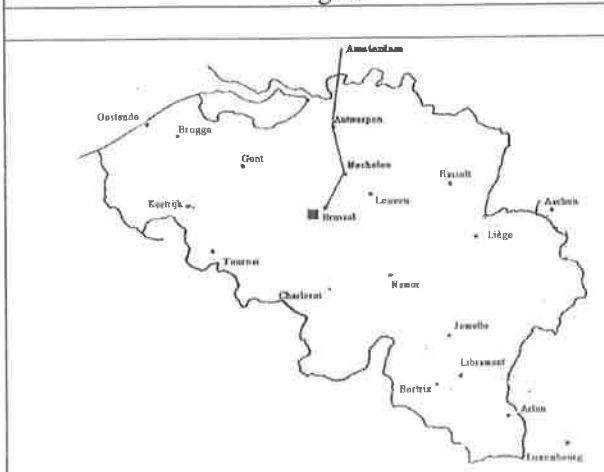 Amsterdam
Oostende
Antwerpen
Brugge
Gent
Mechelen
Hasselt
Leuven
Kortrijk
Aachen
Brussel
Liège
Tournai
Namur
Charleroi
Jemelle
Libramont
Bertrix
Arlon
Luxembourg